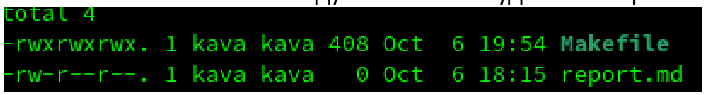 total 4
-rwxrwxrwx. 1 kava kava 408 Oct  6 19:54 Makefile
-rw-r--r--. 1 kava kava   0 Oct  6 18:15 report.md